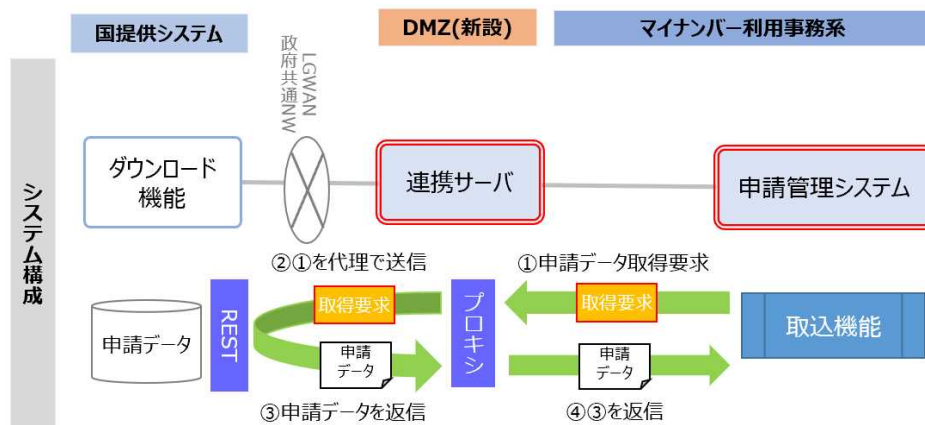 国提供システム
DMZ(新設)
マイナンバー利用事務系
システム構成
LGWAN
政府共通NW
ダウンロード
機能
連携サーバ
申請管理システム
②①を代理で送信
①申請データ取得要求
申請データ
REST
取得要求
プロキシ
取得要求
取込機能
申請
データ
申請
データ
③申請データを返信
④③を返信